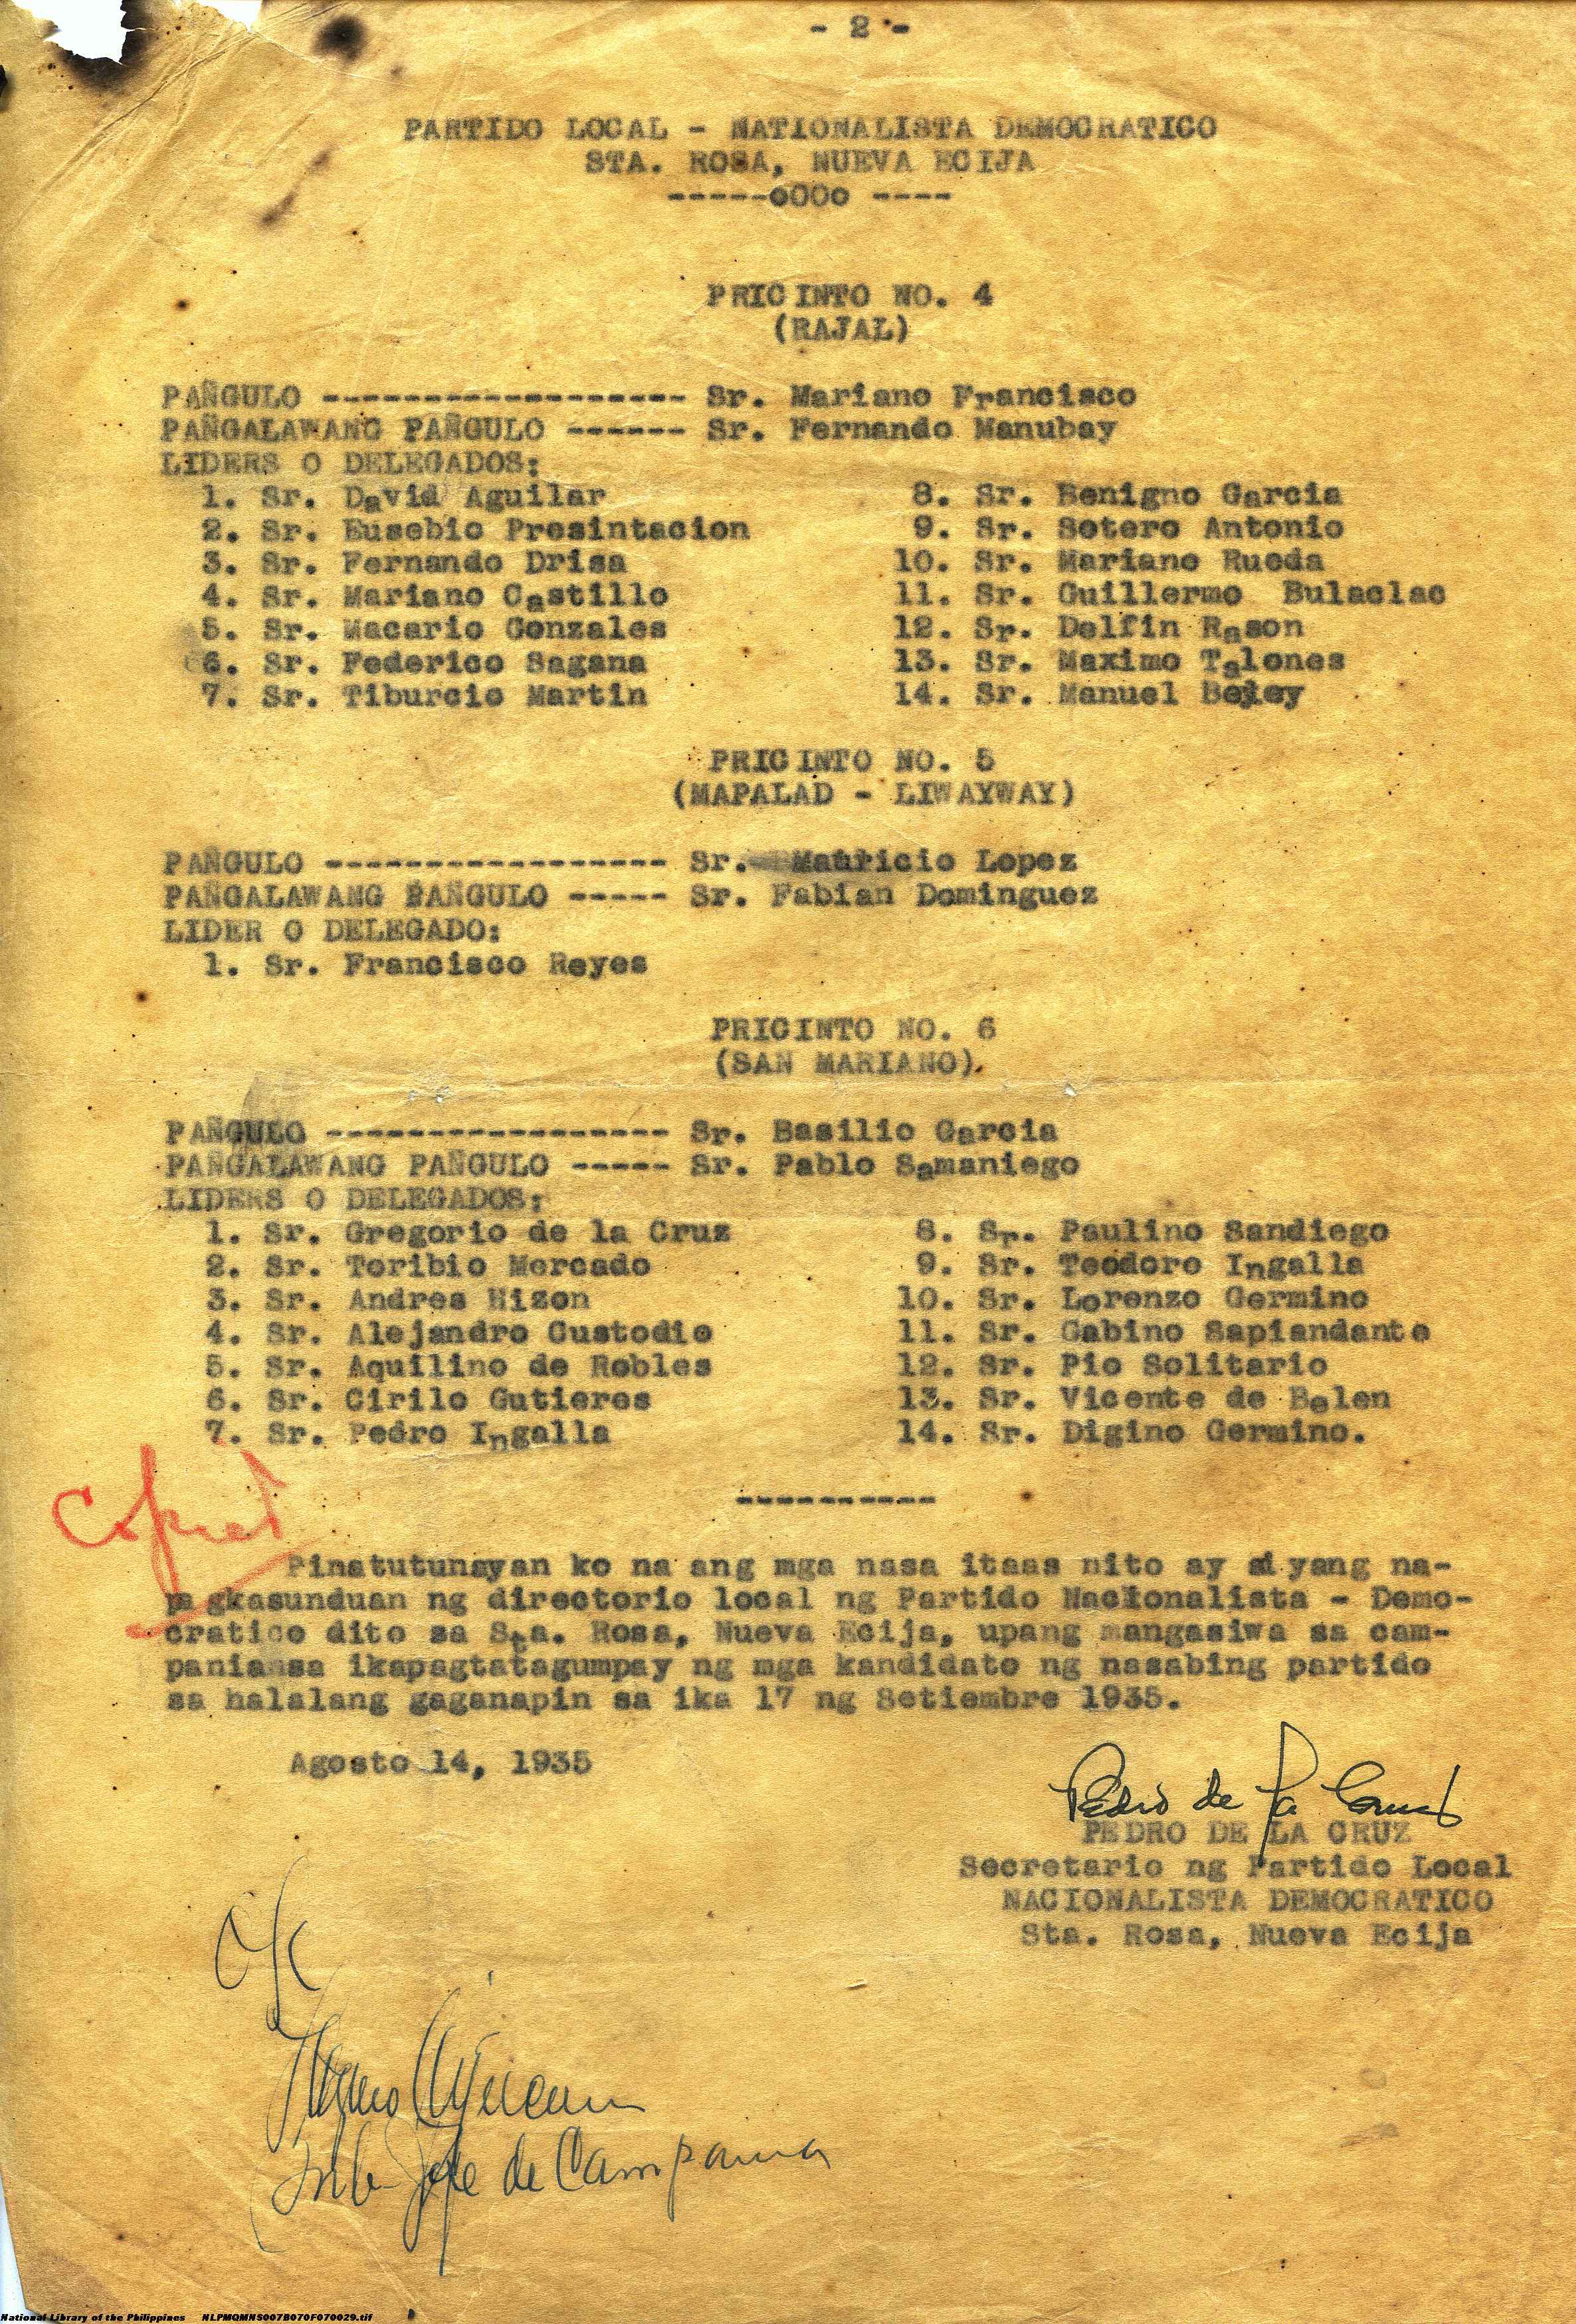 - 2 -
PARTIDO LOCAL - NATIONALISTA DEMOCRATICO
STA. ROSA, NUEVA ECIJA
-----o00o ----
PRICINTO NO. 4
(RAJAL)
PAÑGULO ------------------ Sr. Mariano Francisco
PAÑGALAWANG PAÑGULO ------ Sr. Fernando Manubay
LIDERS O DELEGADOS:
1. Sr. David Aguilar 8. Sr. Benigno Garcia
2. Sr. Eusebio Presintacion 9. Sr. Sotero Antonio
3. Sr. Fernando Drisa 10. Sr. Mariano Rueda
4. Sr. Mariano Castillo 11. Sr. Guillermo Bulaclac
5. Sr. Macario Gonzales 12. Sr. Delfin Rason
6. Sr. Federico Sagana 13. Sr. Maximo Talones
7. Sr. Tiburcio Martin 14. Sr. Manuel
PRICINTO NO. 5
(MAPALAD - LIWAYWAY)
PAÑGULO ----------------- Sr. Mauricio Lopez
PAÑGALAWANG PAÑGULO ----- Sr. Fabian Dominguez
LIDER O DELEGADO:
1. Sr. Francisco Reyes
PRICINTO NO. 6
(SAN MARIANO).
PAÑGULO ----------------- Sr. Basilio Garcia
PAÑGALAWANG PAÑGULO ----- Sr. Pablo Samaniego
LIDERS O DELEGADOS:
1. Sr. Gregorio de la Cruz 8. Sr. Paulino Sandiego
2. Sr. Toribio Mercado 9. Sr. Teodoro Ingalla
3. Sr. Andres Hizon 10. Sr. Lorenzo Germino
4. Sr. Alejandro Custodio 11. Sr. Gabino Sapiandante
5. Sr. Aquilino de Robles 12. Sr. Pio Solitario
6. Sr. Cirilo Gutieres 13. Sr. Vicente de Belen
7. Sr. Pedro Ingalla 14. Sr. Digino Germino.
----------
Copied
Pinatutunayan ko na ang mga nasa itaas nito ay siyang na-
pagkasunduan ng directorio local ng Partido Nacionalista - Demo-
cratico dito sa Sta. Rosa, Nueva Ecija, upang mangasiwa sa cam-
paniansa ikapagtatagumpay ng mga kandidato ng nasabing partido
sa halalang gaganapin sa ika 17 ng Setiembre 1935.
Agosto 14, 1935
Pedro de la Cruz
PEDRO DE LA CRUZ
Secretario ng Partido Local
NACIONALISTA DEMOCRATICO
Sta. Rosa, Nueva Ecija
OK
Sub-Jefe de Campana
National Library of the Philippines NLPMQMNS007B070F070029.tif